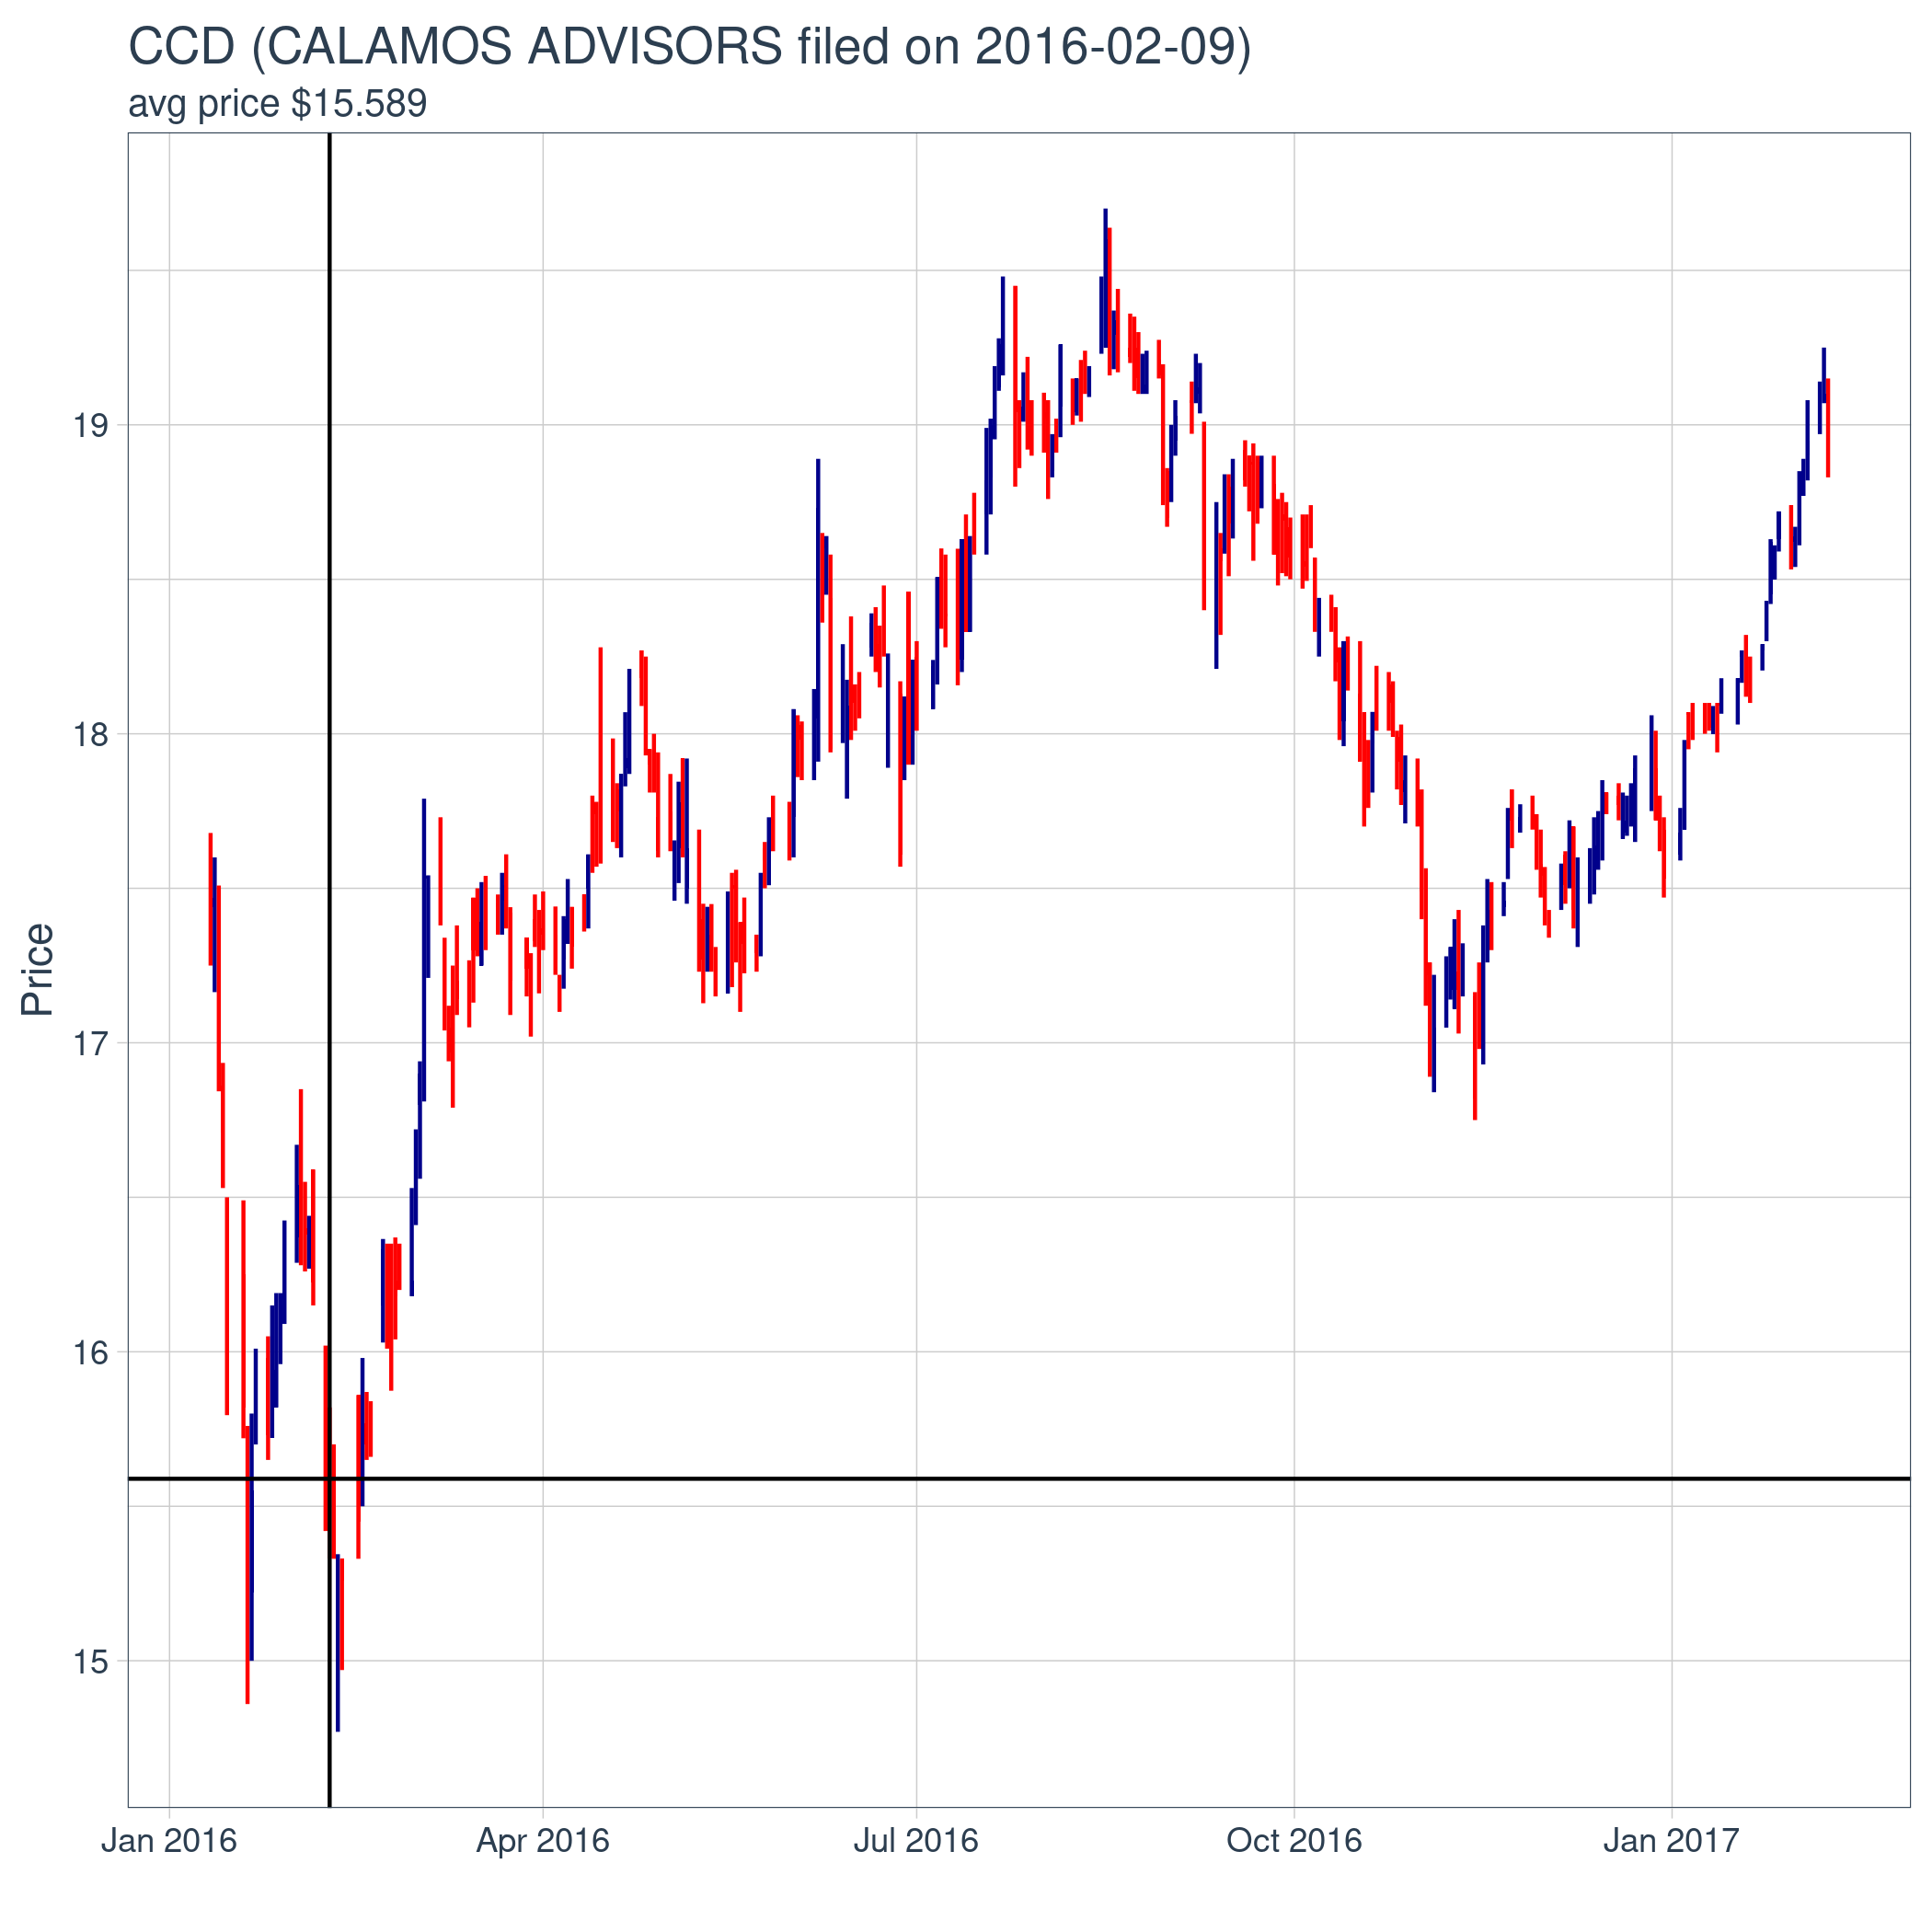 CCD (CALAMOS ADVISORS filed on 2016-02-09)
avg price $15.589
Price
19
18
17
16
15
Jan 2016
Apr 2016
Jul 2016
Oct 2016
Jan 2017